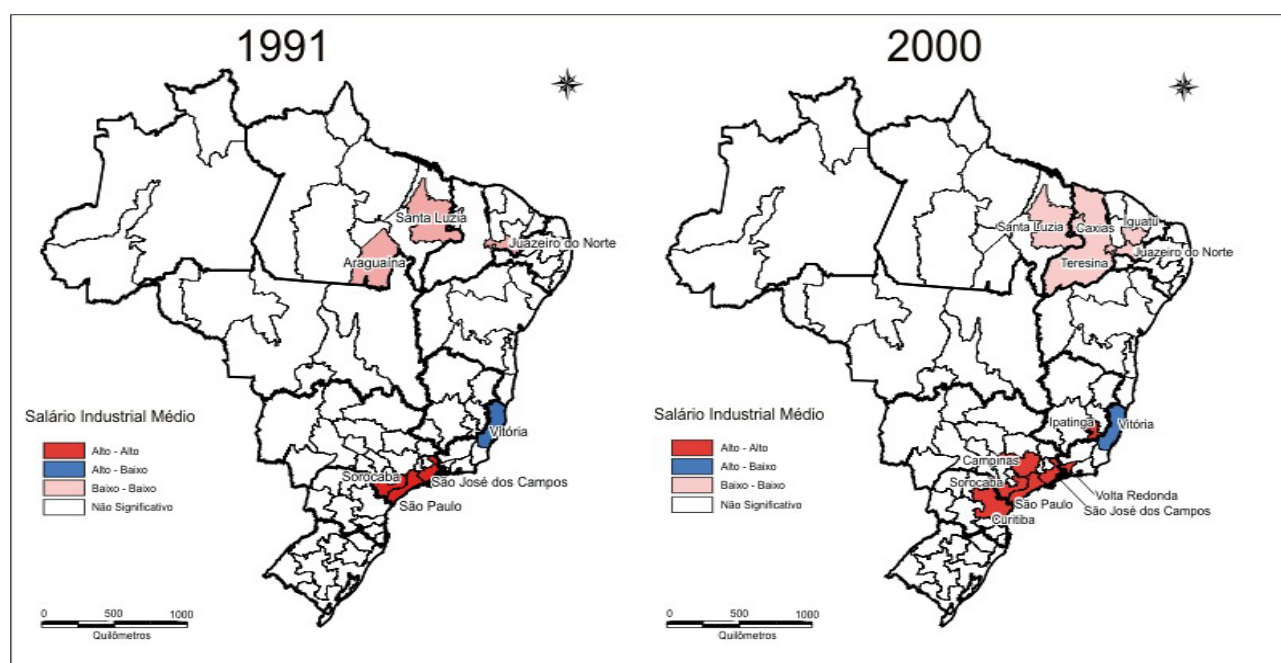 1991
Santa Luzia
Juazeiro do Norte
Araguaína
Salário Industrial Médio
Alto - Alto
Alto - Baixo
Baixo - Baixo
Não Significativo
Vitória
Sorocaba
São José dos Campos
São Paulo
0 500 1000
Quilômetros
2000
Santa Luzia
Caxias
Iguatú
Juazeiro do Norte
Teresina
Salário Industrial Médio
Alto - Alto
Alto - Baixo
Baixo - Baixo
Não Significativo
Ipatinga
Vitória
Campinas
Sorocaba
Volta Redonda
São Paulo
São José dos Campos
Curitiba
0 500 1000
Quilômetros